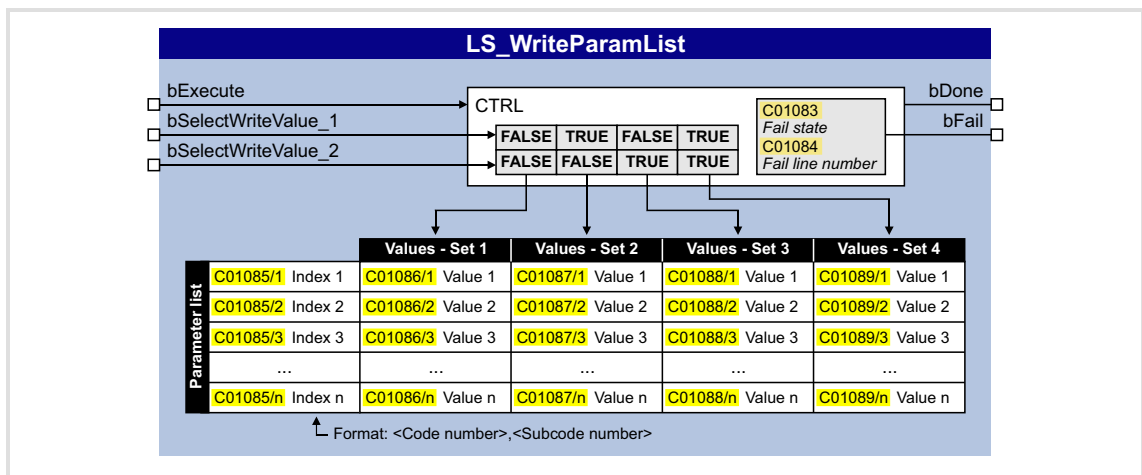 LS_WriteParamList
bExecute
bSelectWriteValue_1
bSelectWriteValue_2
CTRL
FALSE TRUE FALSE TRUE
FALSE FALSE TRUE TRUE
C01083
Fail state
C01084
Fail line number
bDone
bFail
Values - Set 1 Values - Set 2 Values - Set 3 Values - Set 4
Parameter list
C01085/1 Index 1 C01086/1 Value 1 C01087/1 Value 1 C01088/1 Value 1 C01089/1 Value 1
C01085/2 Index 2 C01086/2 Value 2 C01087/2 Value 2 C01088/2 Value 2 C01089/2 Value 2
C01085/3 Index 3 C01086/3 Value 3 C01087/3 Value 3 C01088/3 Value 3 C01089/3 Value 3
... ... ... ... ...
C01085/n Index n C01086/n Value n C01087/n Value n C01088/n Value n C01089/n Value n
Format: <Code number>,<Subcode number>